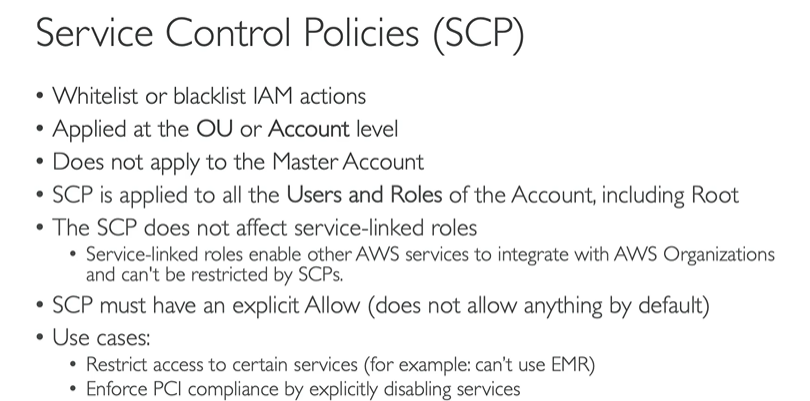 Service Control Policies (SCP)
• Whitelist or blacklist IAM actions
• Applied at the OU or Account level
• Does not apply to the Master Account
• SCP is applied to all the Users and Roles of the Account, including Root
• The SCP does not affect service-linked roles
• Service-linked roles enable other AWS services to integrate with AWS Organizations
and can't be restricted by SCPs.
• SCP must have an explicit Allow (does not allow anything by default)
• Use cases:
• Restrict access to certain services (for example: can't use EMR)
• Enforce PCI compliance by explicitly disabling services